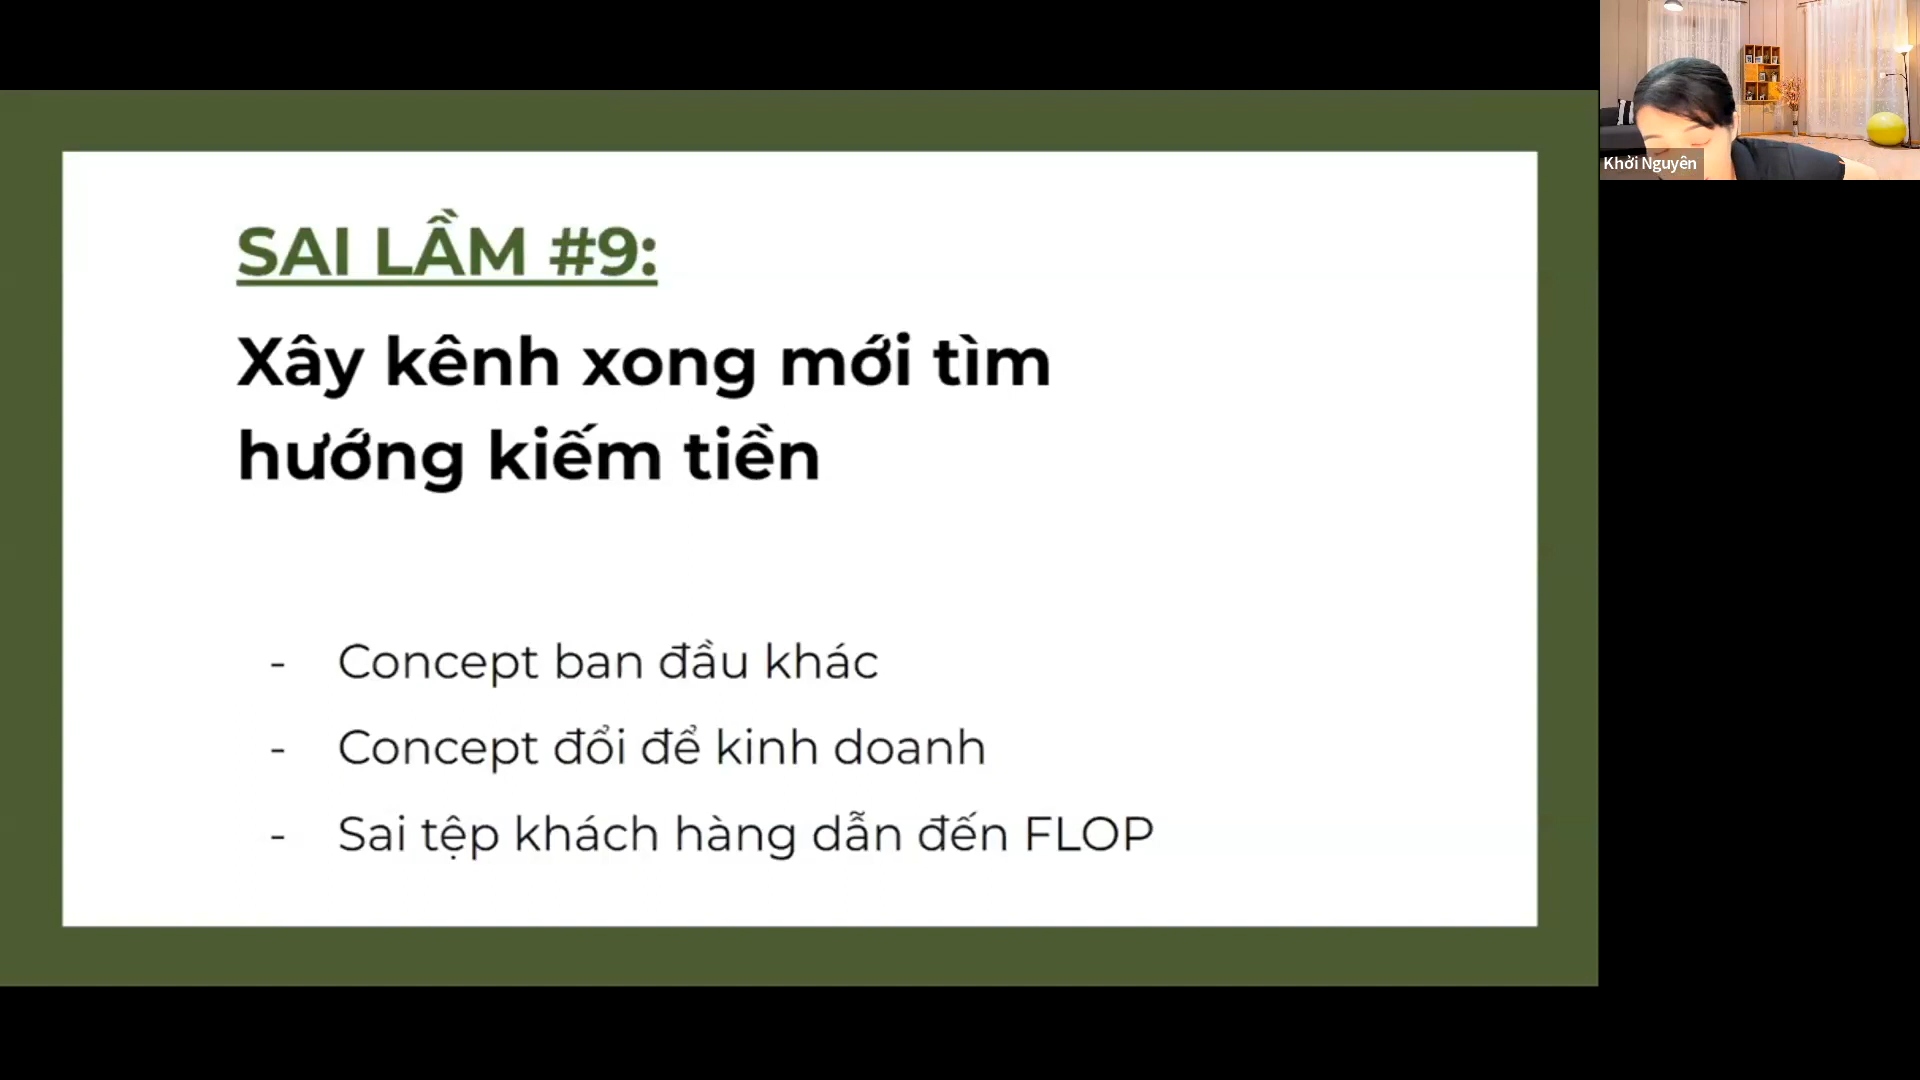 SAI LẦM #9:
Xây kênh xong mới tìm
hướng kiếm tiền
- Concept ban đầu khác
- Concept đổi để kinh doanh
- Sai tệp khách hàng dẫn đến FLOP
Khởi Nguyên